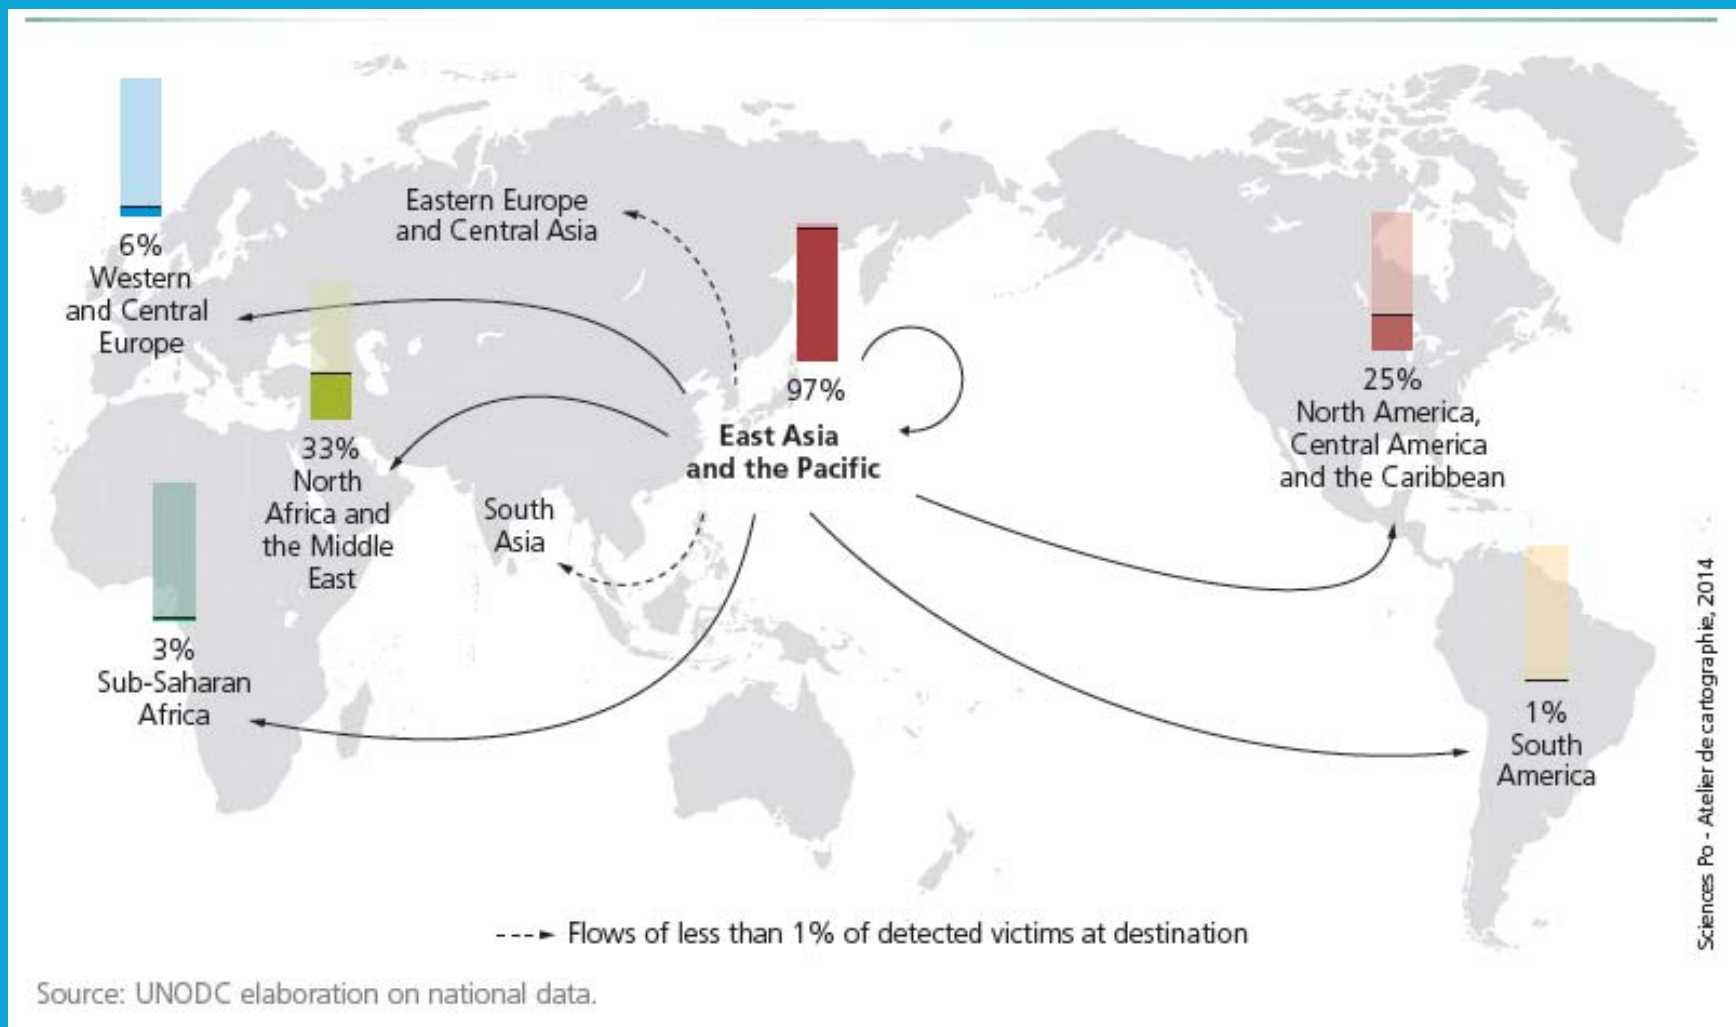 Eastern Europe
and Central Asia
6%
Western
and Central
Europe
97%
East Asia
and the Pacific
25%
North America,
Central America
and the Caribbean
33%
North
Africa and
the Middle
East
South
Asia
3%
Sub-Saharan
Africa
1%
South
America
Sciences Po - Atelier de cartographie, 2014
Flows of less than 1% of detected victims at destination
Source: UNODC elaboration on national data.